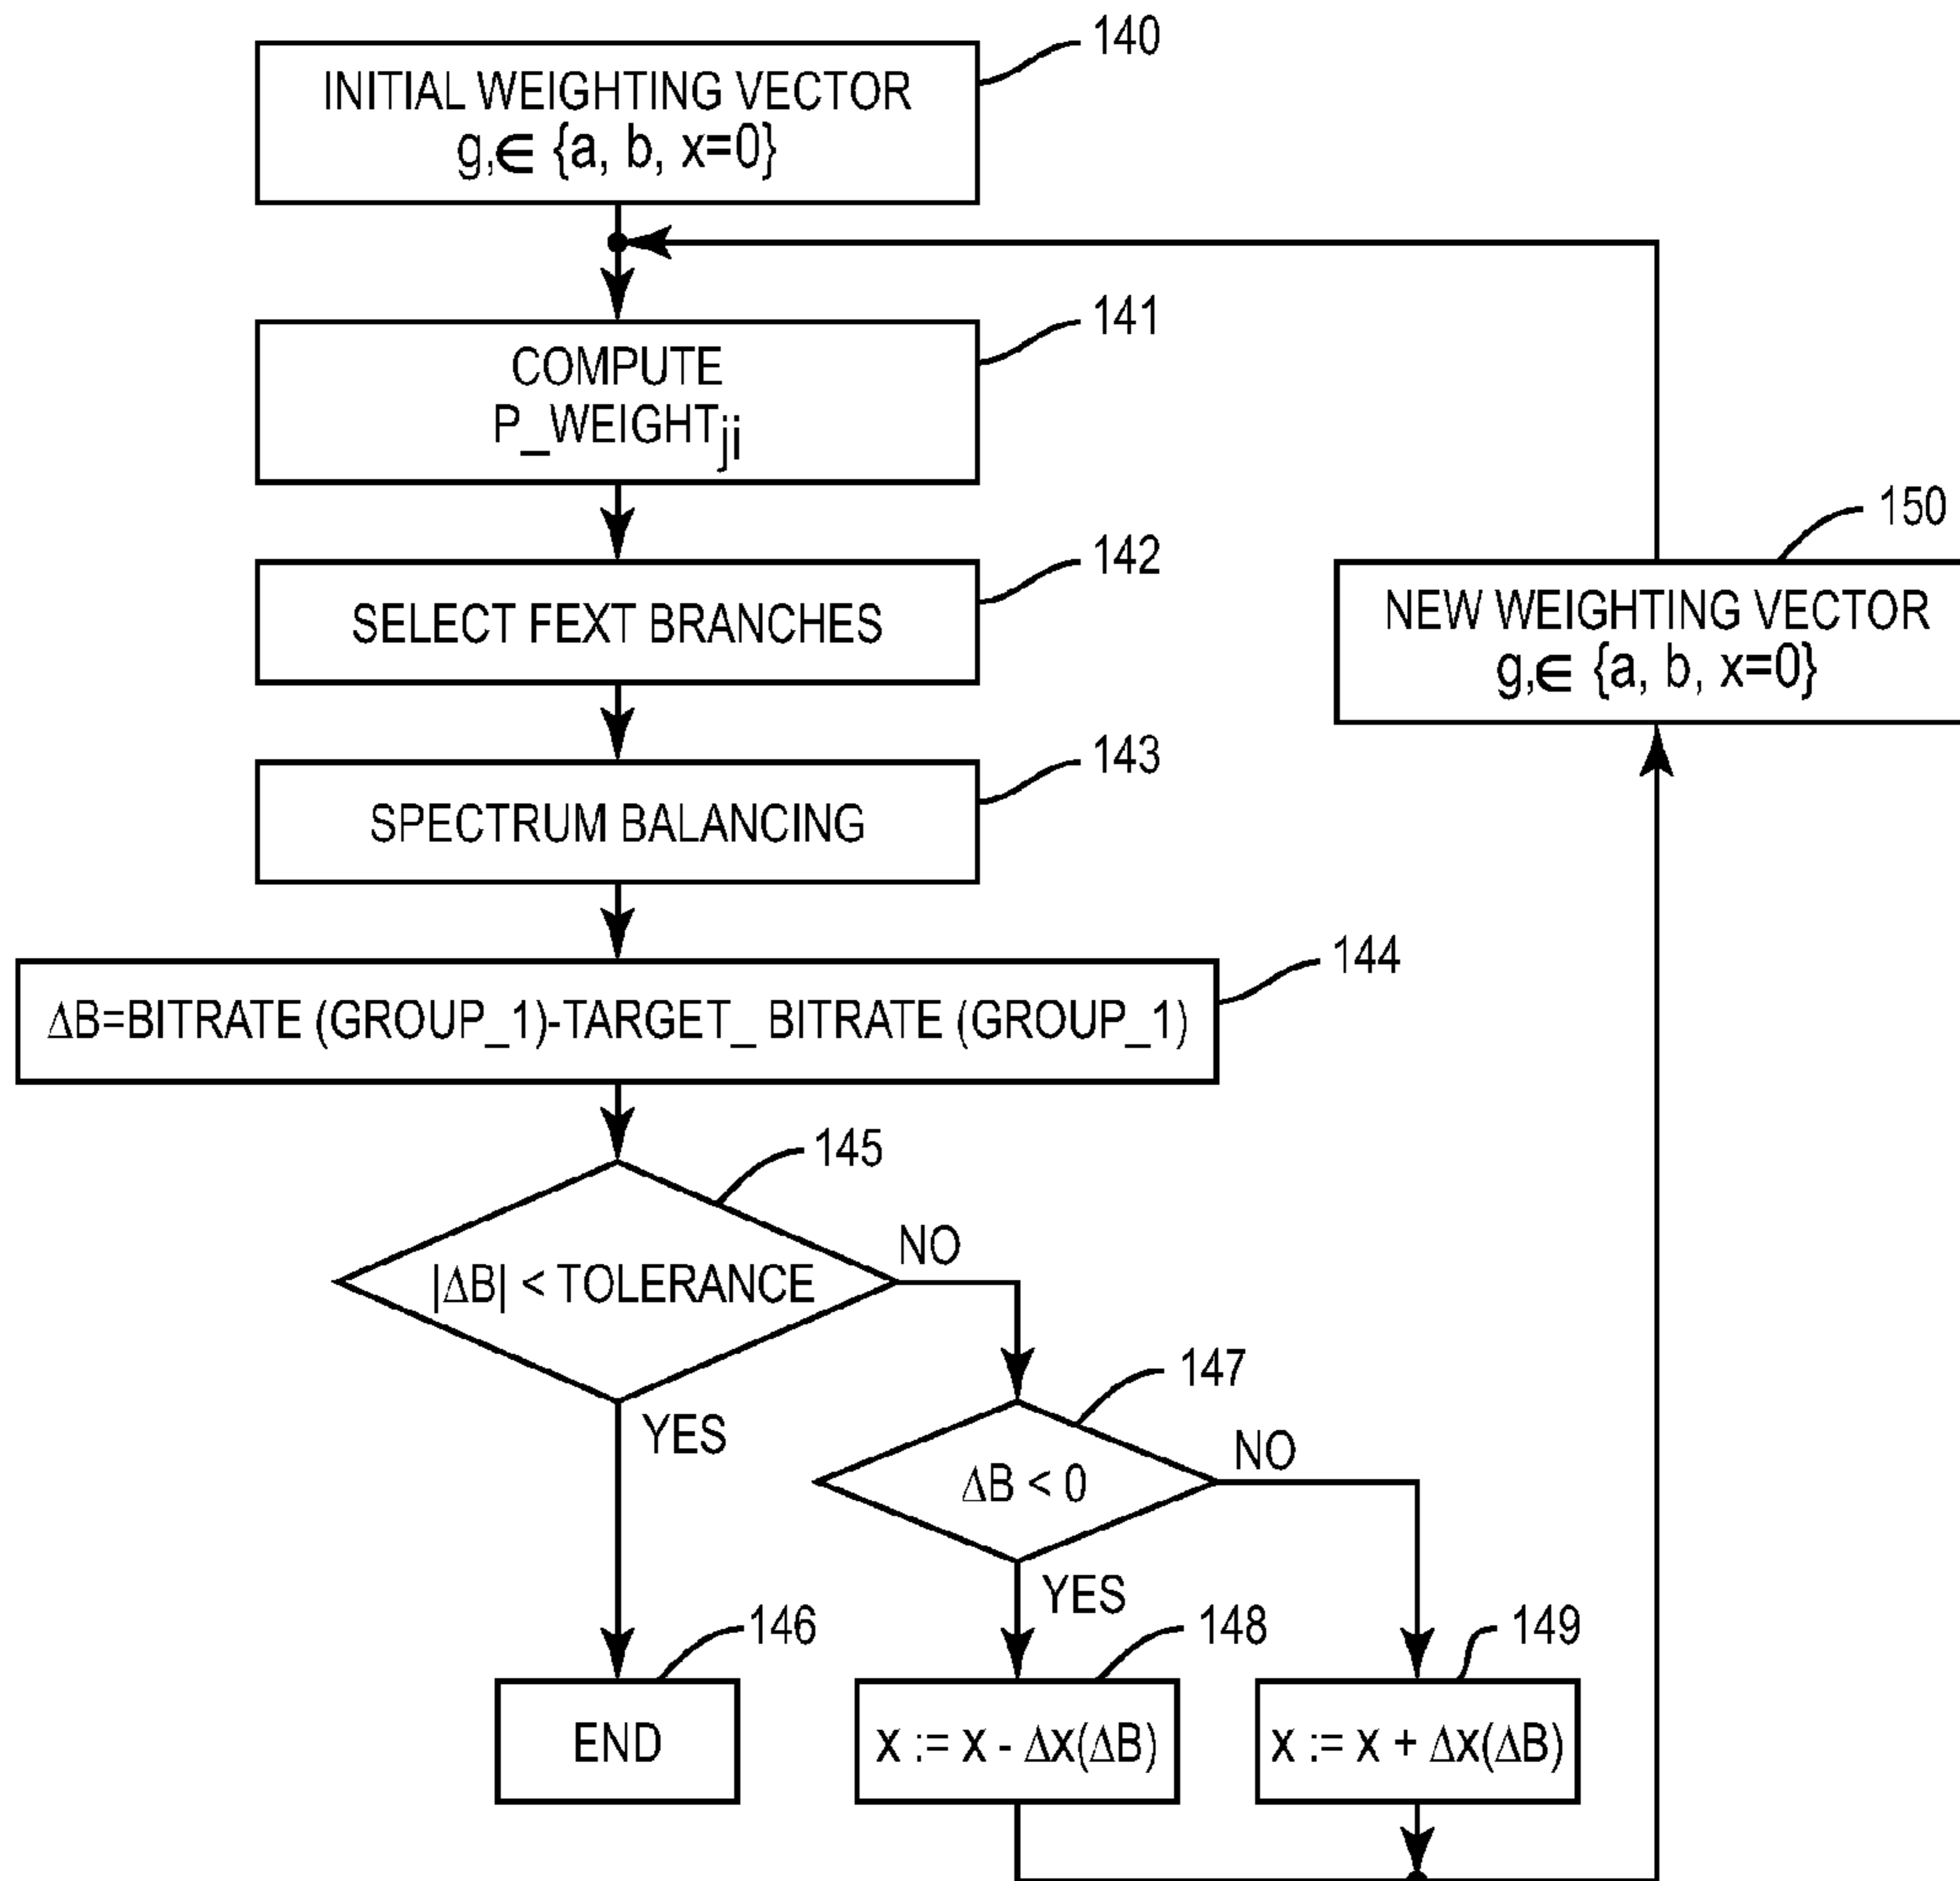 140
INITIAL WEIGHTING VECTOR
g,∈ {a, b, x=0}
141
COMPUTE
P_WEIGHTji
142
SELECT FEXT BRANCHES
150
NEW WEIGHTING VECTOR
g,∈ {a, b, x=0}
143
SPECTRUM BALANCING
144
ΔB=BITRATE (GROUP_1)-TARGET_ BITRATE (GROUP_1)
145
|ΔB| < TOLERANCE
NO
YES
147
ΔB < 0
NO
YES
146
END
148
x := x - Δx(ΔB)
149
x := x + Δx(ΔB)